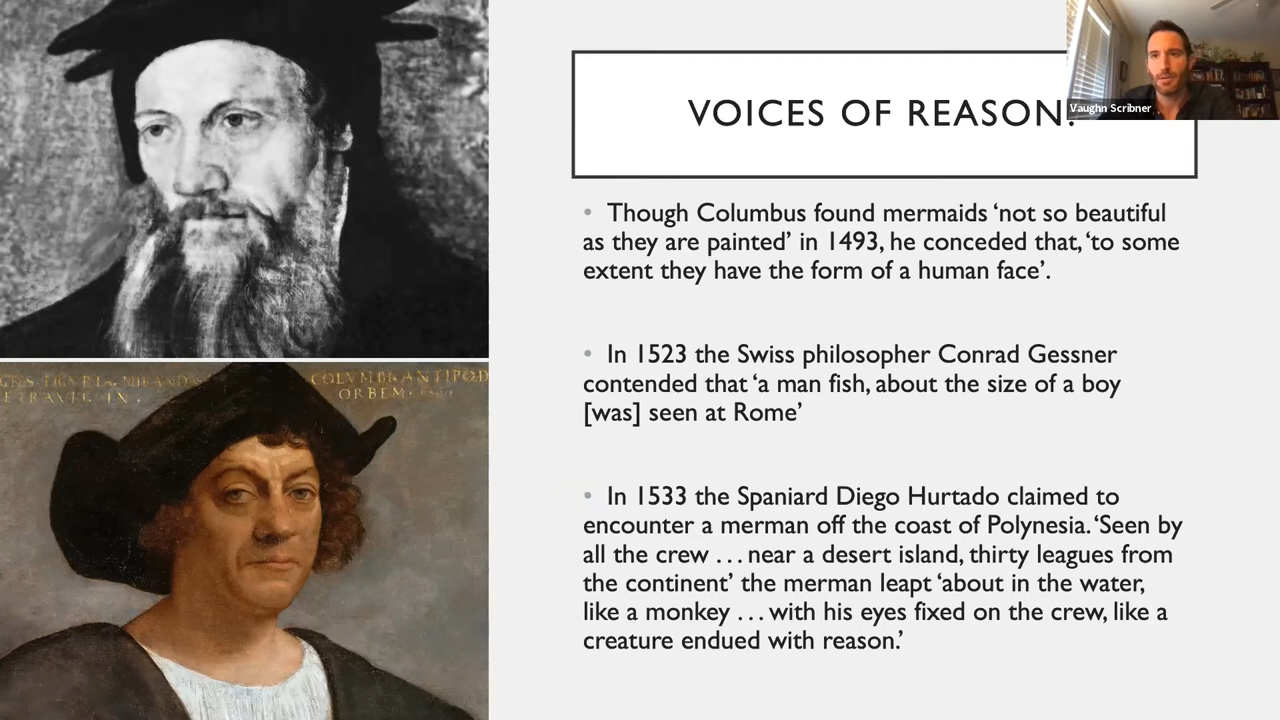 VOICES OF REASON?
Vaughn Scribner
• Though Columbus found mermaids ‘not so beautiful
as they are painted’ in 1493, he conceded that, ‘to some
extent they have the form of a human face’.
• In 1523 the Swiss philosopher Conrad Gessner
contended that ‘a man fish, about the size of a boy
[was] seen at Rome’
• In 1533 the Spaniard Diego Hurtado claimed to
encounter a merman off the coast of Polynesia. ‘Seen by
all the crew . . . near a desert island, thirty leagues from
the continent’ the merman leapt ‘about in the water,
like a monkey . . . with his eyes fixed on the crew, like a
creature endued with reason.’
COLVMBI ANTIPOD
ORBEM